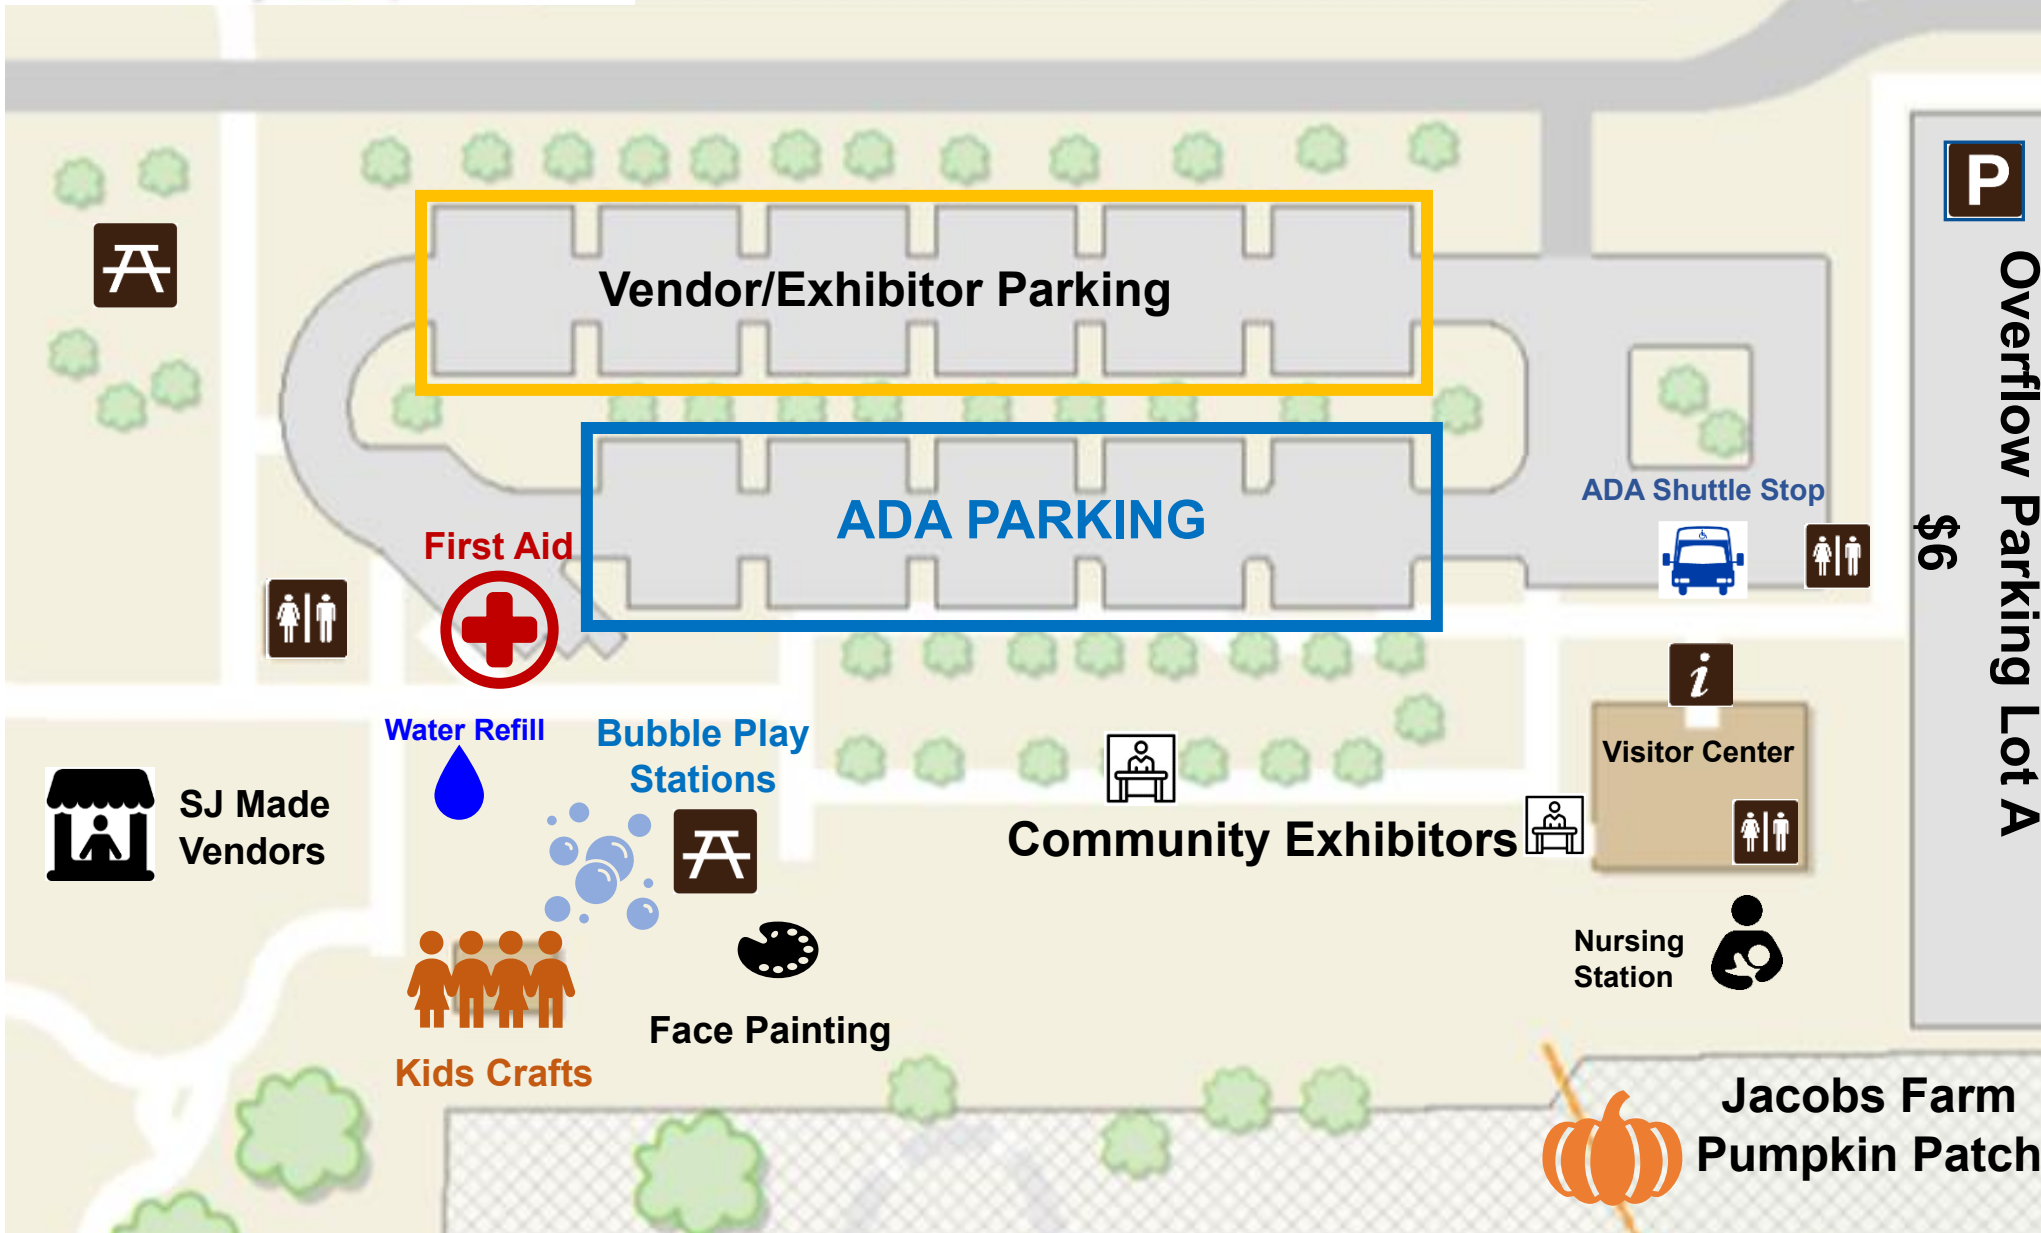 P
Vendor/Exhibitor Parking
Overflow Parking Lot A
$6
ADA PARKING
ADA Shuttle Stop
First Aid
i
Water Refill
Bubble Play
Stations
Visitor Center
SJ Made
Vendors
Community Exhibitors
Nursing
Station
Face Painting
Kids Crafts
Jacobs Farm
Pumpkin Patch